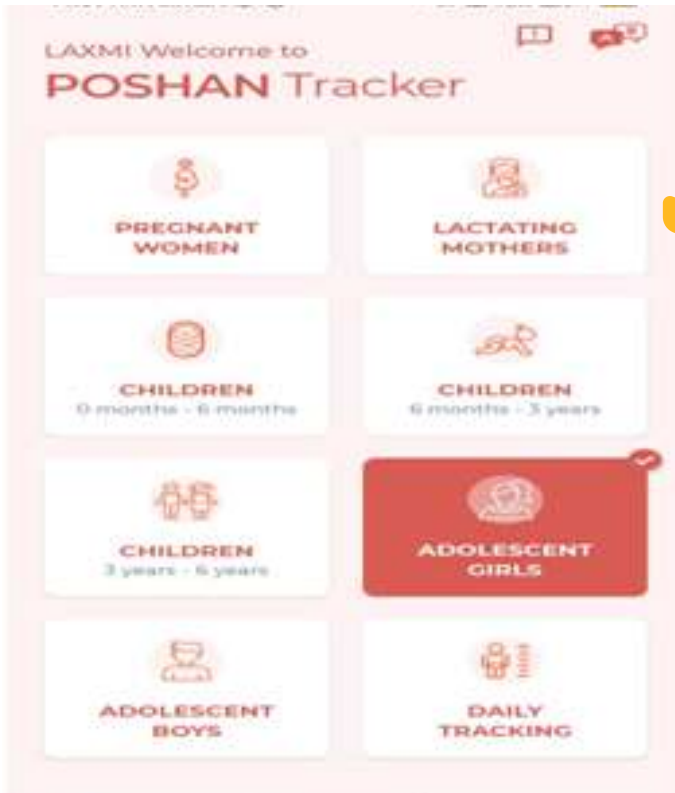 LAXMI Welcome to
POSHAN Tracker
PREGNANT
WOMEN
LACTATING
MOTHERS
CHILDREN
0 months - 6 months
CHILDREN
6 months - 3 years
CHILDREN
3 years - 6 years
ADOLESCENT
GIRLS
ADOLESCENT
BOYS
DAILY
TRACKING